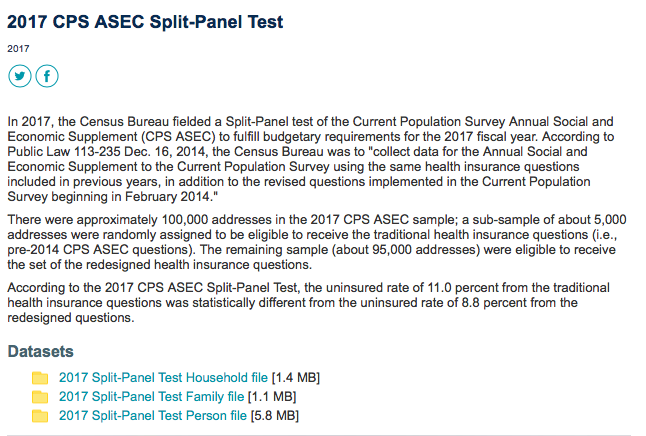 2017 CPS ASEC Split-Panel Test
2017
In 2017, the Census Bureau fielded a Split-Panel test of the Current Population Survey Annual Social and
Economic Supplement (CPS ASEC) to fulfill budgetary requirements for the 2017 fiscal year. According to
Public Law 113-235 Dec. 16, 2014, the Census Bureau was to "collect data for the Annual Social and
Economic Supplement to the Current Population Survey using the same health insurance questions
included in previous years, in addition to the revised questions implemented in the Current Population
Survey beginning in February 2014."
There were approximately 100,000 addresses in the 2017 CPS ASEC sample; a sub-sample of about 5,000
addresses were randomly assigned to be eligible to receive the traditional health insurance questions (i.e.,
pre-2014 CPS ASEC questions). The remaining sample (about 95,000 addresses) were eligible to receive
the set of the redesigned health insurance questions.
According to the 2017 CPS ASEC Split-Panel Test, the uninsured rate of 11.0 percent from the traditional
health insurance questions was statistically different from the uninsured rate of 8.8 percent from the
redesigned questions.
Datasets
2017 Split-Panel Test Household file [1.4 MB]
2017 Split-Panel Test Family file [1.1 MB]
2017 Split-Panel Test Person file [5.8 MB]